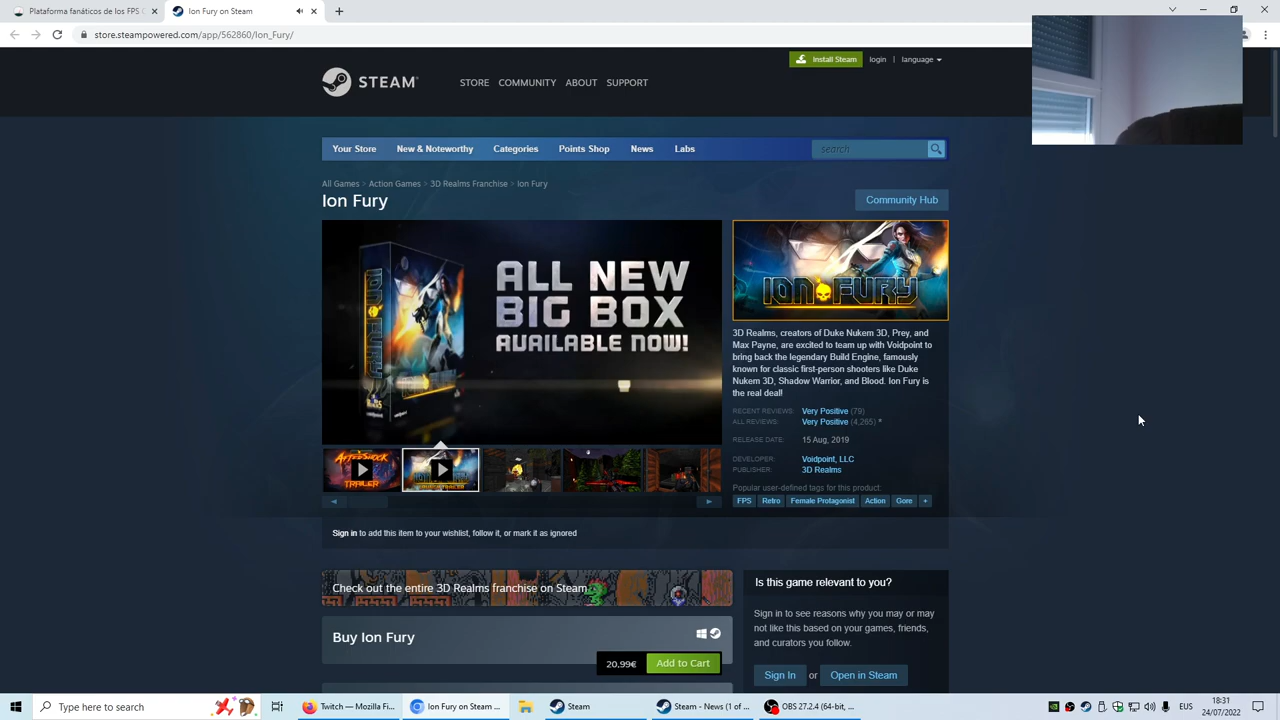 Plataforma fanáticos de los FPS C
Ion Fury on Steam
store.steampowered.com/app/562860/Ion_Fury/
Install Steam
login | language
STEAM
STORE COMMUNITY ABOUT SUPPORT
Your Store New & Noteworthy Categories Points Shop News Labs
search
All Games > Action Games > 3D Realms Franchise > Ion Fury
Ion Fury
Community Hub
ALL NEW
BIG BOX
AVAILABLE NOW!
ION FURY
ION FURY
3D Realms, creators of Duke Nukem 3D, Prey, and
Max Payne, are excited to team up with Voidpoint to
bring back the legendary Build Engine, famously
known for classic first-person shooters like Duke
Nukem 3D, Shadow Warrior, and Blood. Ion Fury is
the real deal!
RECENT REVIEWS: Very Positive (79)
ALL REVIEWS: Very Positive (4,265) *
RELEASE DATE: 15 Aug, 2019
DEVELOPER: Voidpoint, LLC
PUBLISHER: 3D Realms
Popular user-defined tags for this product:
FPS Retro Female Protagonist Action Gore +
AFTERSHOCK
TRAILER
Sign in to add this item to your wishlist, follow it, or mark it as ignored
Check out the entire 3D Realms franchise on Steam
Is this game relevant to you?
Sign in to see reasons why you may or may
not like this based on your games, friends,
and curators you follow.
Sign In or Open in Steam
Buy Ion Fury
20,99€ Add to Cart
Type here to search
Twitch — Mozilla Fi...
Ion Fury on Steam ...
Steam
Steam - News (1 of ...
OBS 27.2.4 (64-bit, ...
EUS
18:31
24/07/2022